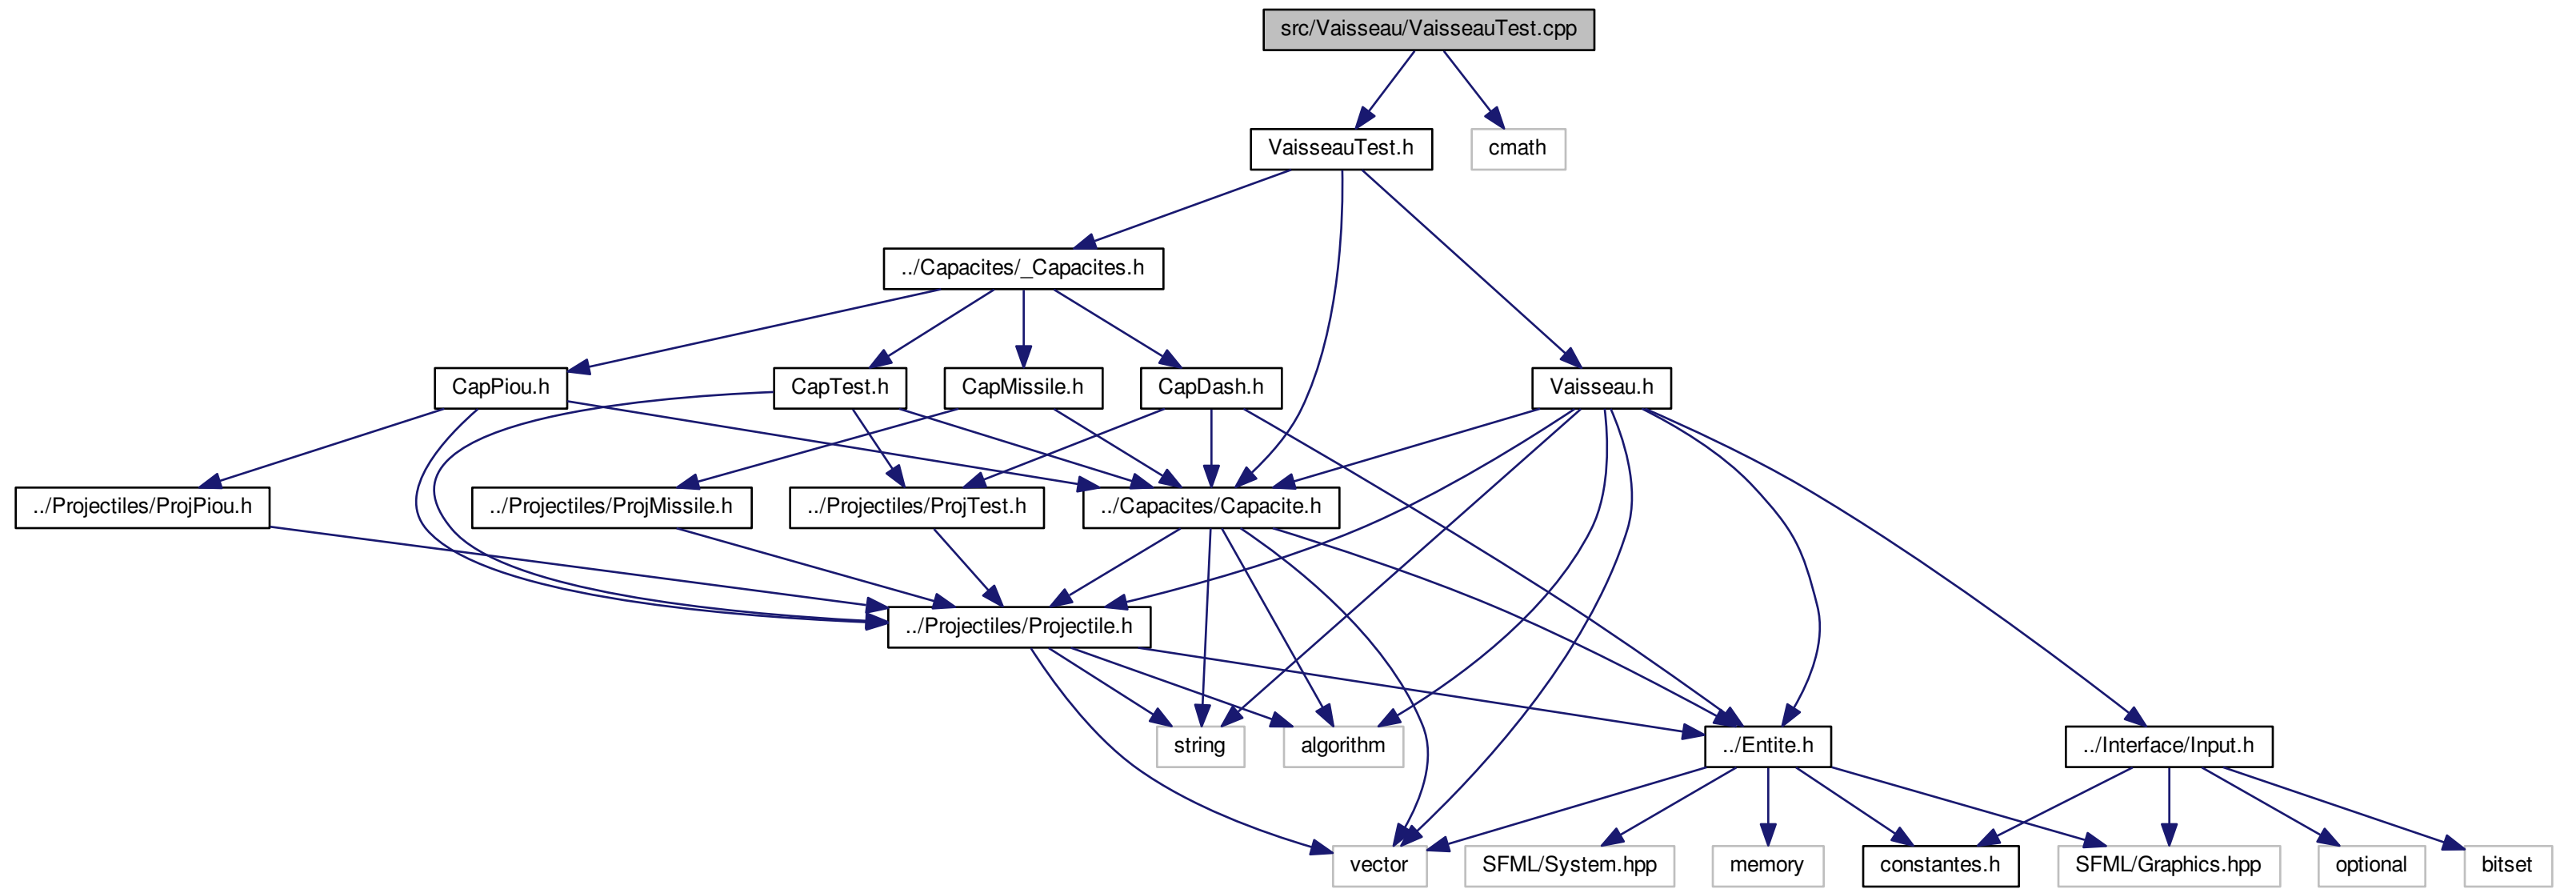 src/Vaisseau/VaisseauTest.cpp
VaisseauTest.h
cmath
../Capacites/_Capacites.h
CapPiou.h
CapTest.h
CapMissile.h
CapDash.h
Vaisseau.h
../Projectiles/ProjPiou.h
../Projectiles/ProjMissile.h
../Projectiles/ProjTest.h
../Capacites/Capacite.h
../Projectiles/Projectile.h
string
algorithm
../Entite.h
../Interface/Input.h
vector
SFML/System.hpp
memory
constantes.h
SFML/Graphics.hpp
optional
bitset